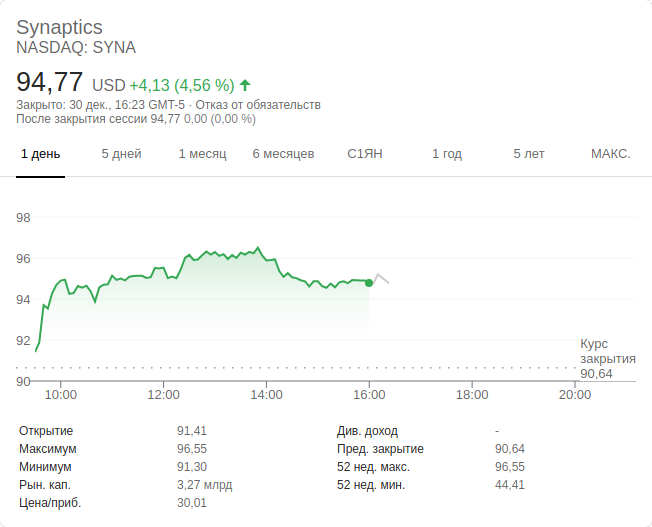 Synaptics
NASDAQ: SYNA
94,77 USD +4,13 (4,56 %)
Закрыто: 30 дек., 16:23 GMT-5 · Отказ от обязательств
После закрытия сессии 94,77 0,00 (0,00 %)
1 день 5 дней 1 месяц 6 месяцев С1ЯН 1 год 5 лет МАКС.
98
96
94
92
90
Курс
закрытия
90,64
10:00 12:00 14:00 16:00 18:00 20:00
Открытие 91,41 Див. доход -
Максимум 96,55 Пред. закрытие 90,64
Минимум 91,30 52 нед. макс. 96,55
Рын. кап. 3,27 млрд 52 нед. мин. 44,41
Цена/приб. 30,01